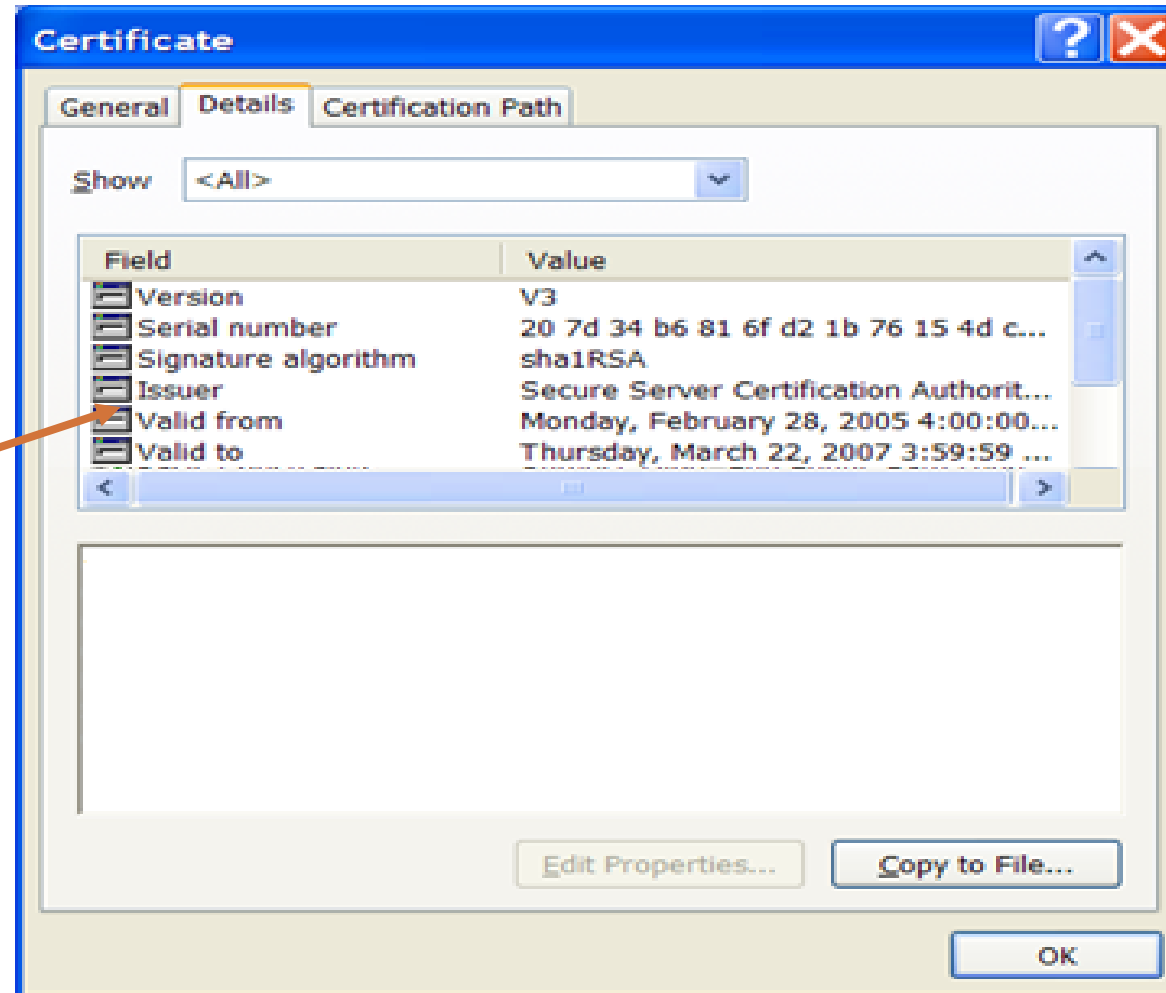 Certificate
General Details Certification Path
Show <All>
Field Value
Version V3
Serial number 20 7d 34 b6 81 6f d2 1b 76 15 4d c...
Signature algorithm sha1RSA
Issuer Secure Server Certification Authorit...
Valid from Monday, February 28, 2005 4:00:00...
Valid to Thursday, March 22, 2007 3:59:59 ...
Edit Properties... Copy to File...
OK